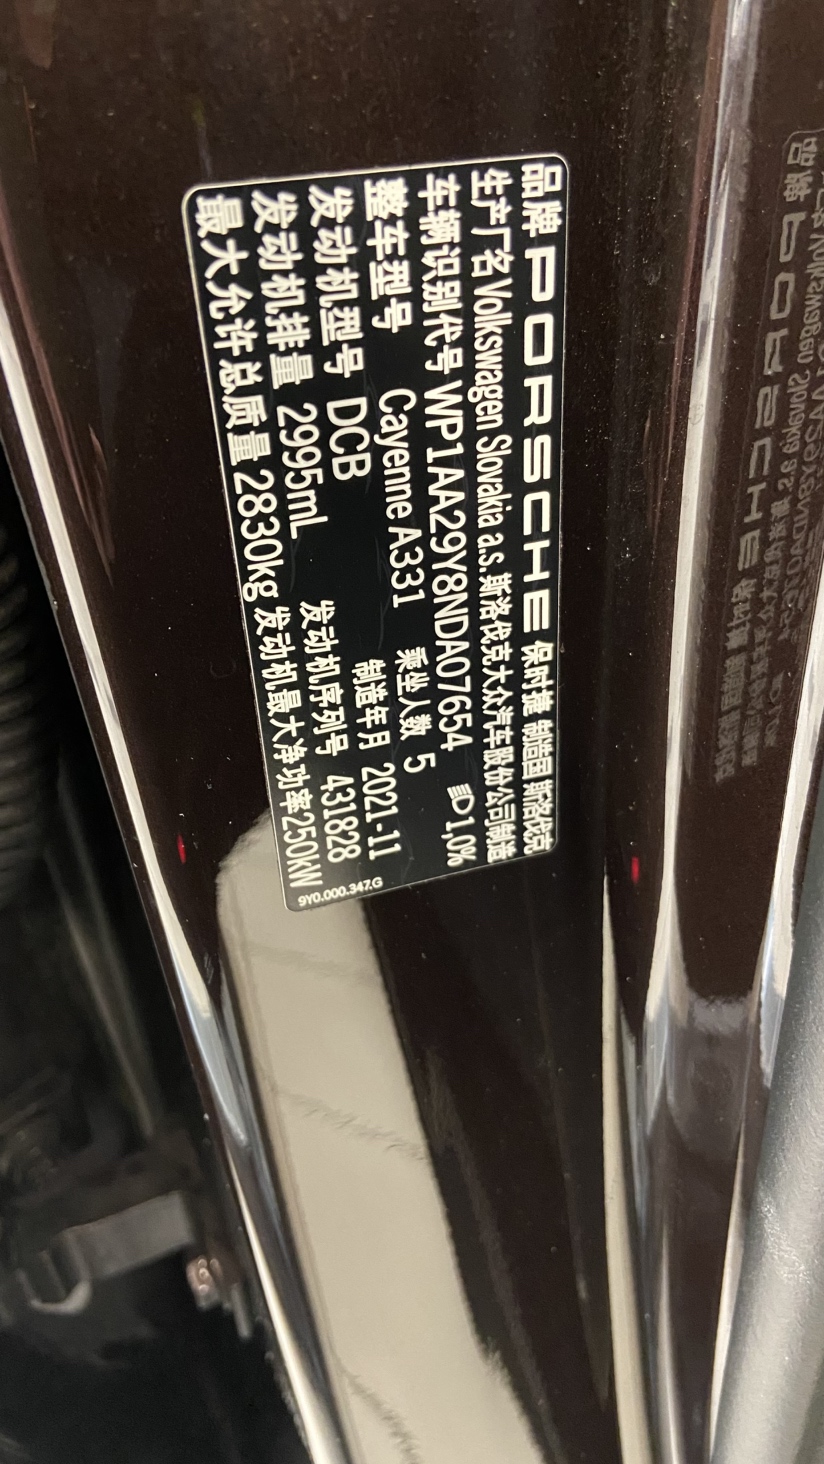 品牌 PORSCHE 保时捷 制造国 斯洛伐克
生产厂名 Volkswagen Slovakia a.s.斯洛伐克大众汽车股份公司制造
车辆识别代号 WP1AA29Y8NDA07654 1,0%
整车型号 Cayenne A331 乘坐人数 5
发动机型号 DCB 制造年月 2021-11
发动机排量 2995mL 发动机序列号 431828
最大允许总质量 2830kg 发动机最大净功率250kW
9Y0.000.347.G